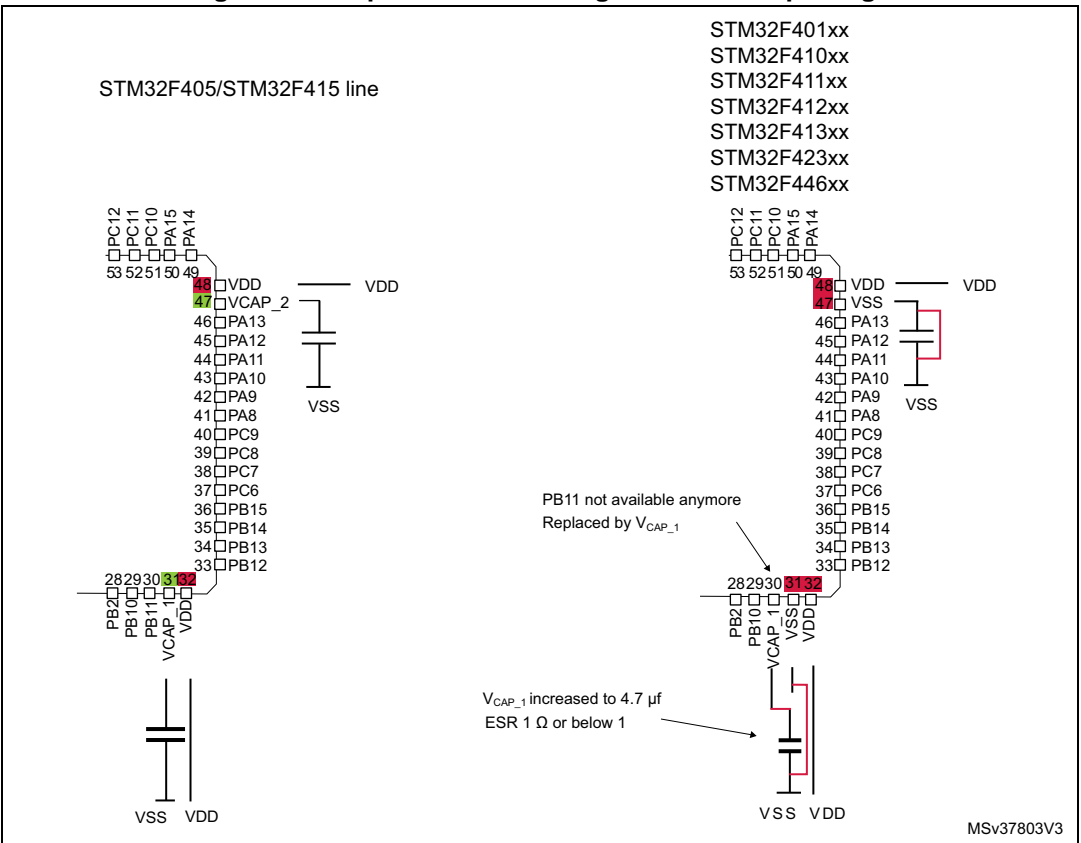 STM32F405/STM32F415 line
PC12
PC11
PC10
PA15
PA14
53 52 51 50 49
48 VDD
VDD
47 VCAP_2
46 PA13
45 PA12
44 PA11
43 PA10
42 PA9
41 PA8
40 PC9
39 PC8
38 PC7
37 PC6
36 PB15
35 PB14
34 PB13
33 PB12
VSS
28 29 30 31 32
PB2
PB10
PB11
VCAP_1
VDD
VSS VDD
STM32F401xx
STM32F410xx
STM32F411xx
STM32F412xx
STM32F413xx
STM32F423xx
STM32F446xx
PC12
PC11
PC10
PA15
PA14
53 52 51 50 49
48 VDD
VDD
47 VSS
46 PA13
45 PA12
44 PA11
43 PA10
42 PA9
41 PA8
40 PC9
39 PC8
38 PC7
37 PC6
36 PB15
35 PB14
34 PB13
33 PB12
VSS
PB11 not available anymore
Replaced by VCAP_1
28 29 30 31 32
PB2
PB10
VCAP_1
VSS
VDD
VCAP_1 increased to 4.7 µf
ESR 1 Ω or below 1
VSS VDD
MSv37803V3